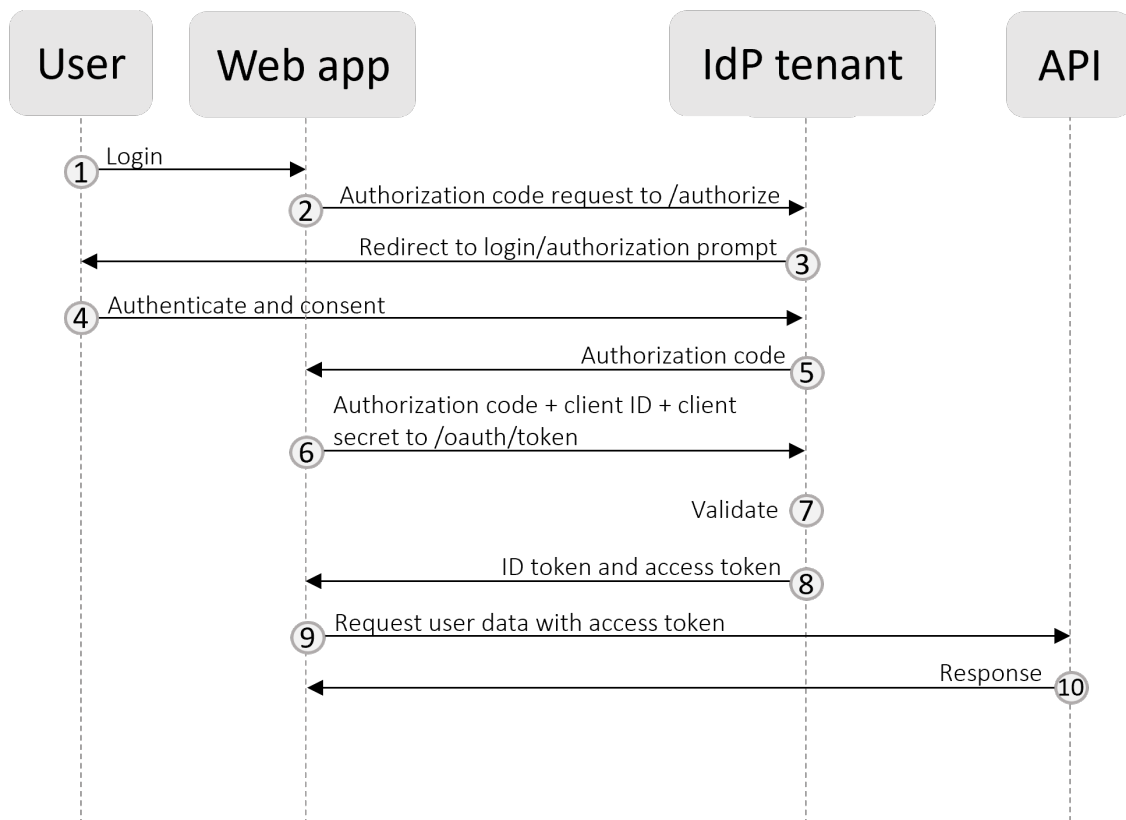 User
Web app
IdP tenant
API
1
Login
2
Authorization code request to /authorize
Redirect to login/authorization prompt
3
4
Authenticate and consent
Authorization code
5
Authorization code + client ID + client
secret to /oauth/token
6
Validate
7
ID token and access token
8
9
Request user data with access token
Response
10